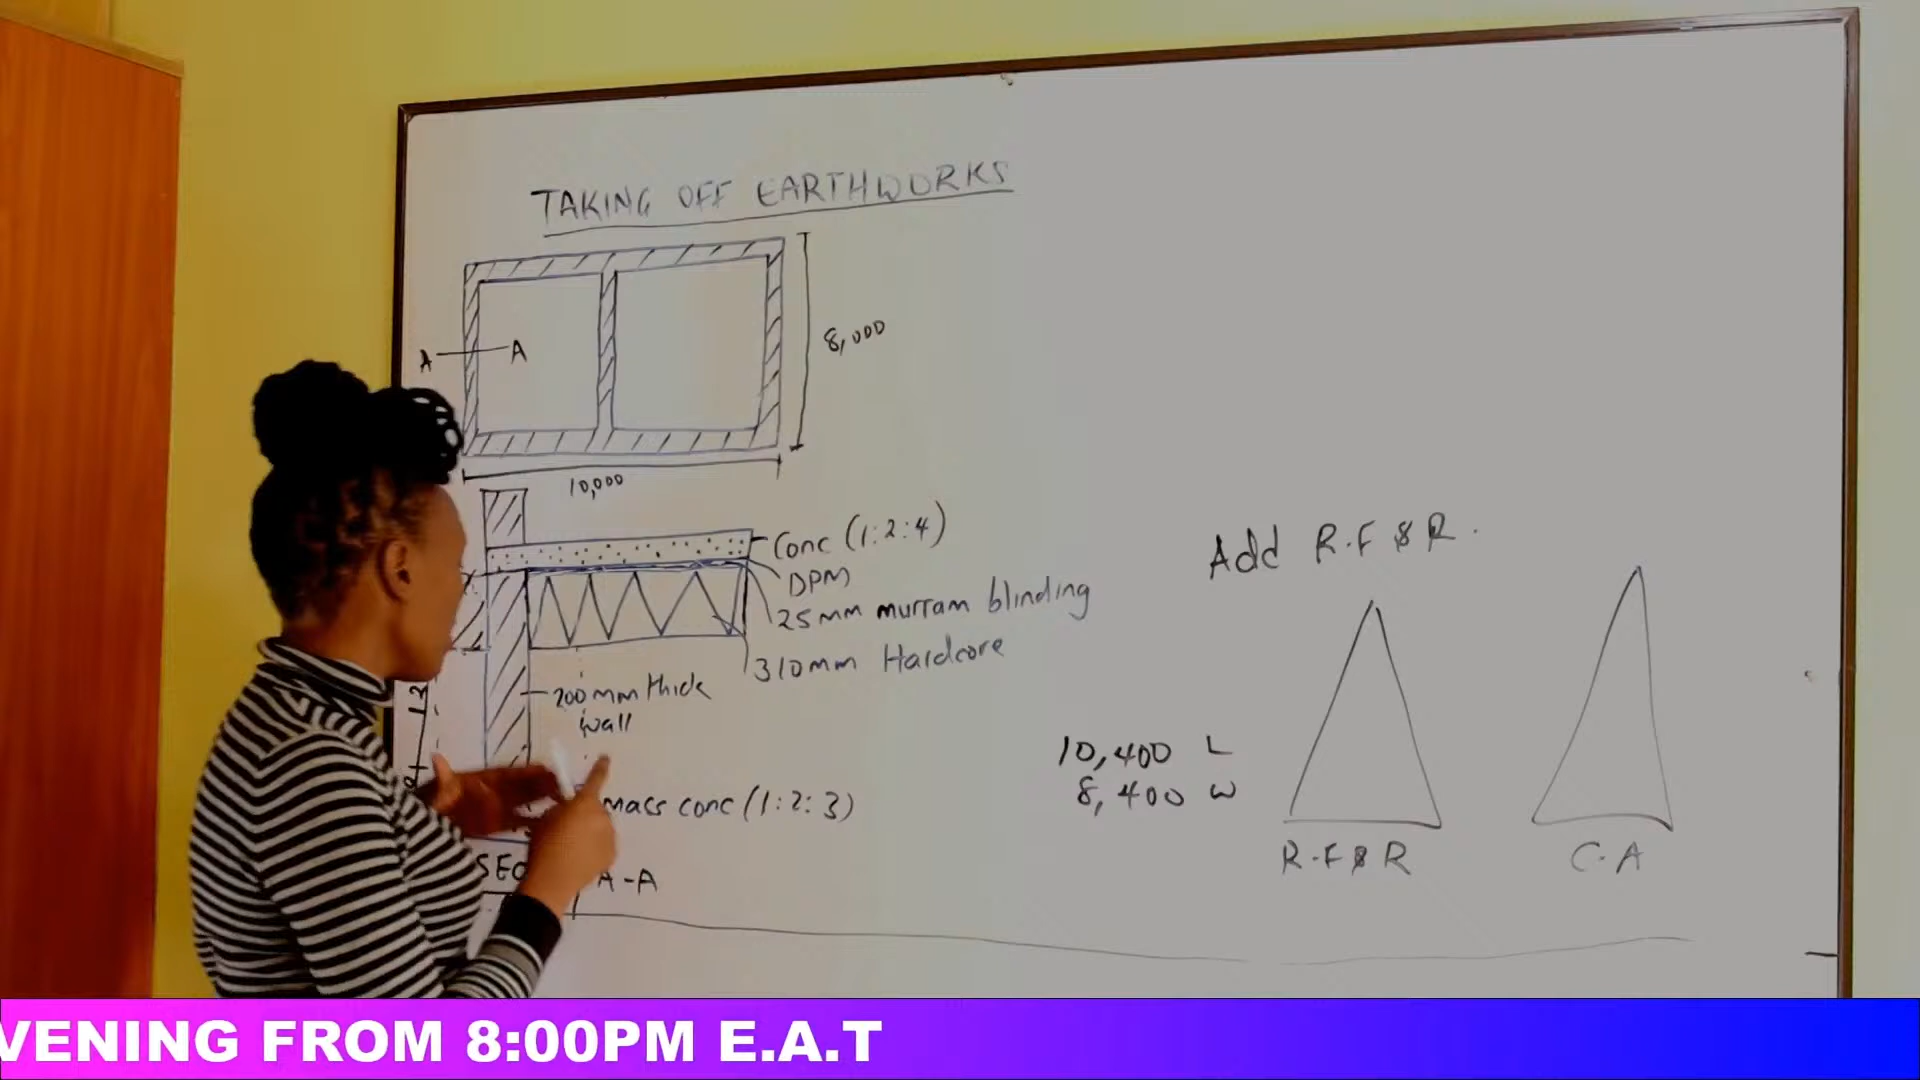 TAKING OFF EARTHWORKS
8,000
A A
10,000
Conc (1:2:4)
DPM
25mm murram blinding
310mm Hardcore
200mm thick
wall
mass conc (1:2:3)
A-A
Add R.F & R.
10,400 L
8,400 W
R.F & R
C.A
VENING FROM 8:00PM E.A.T